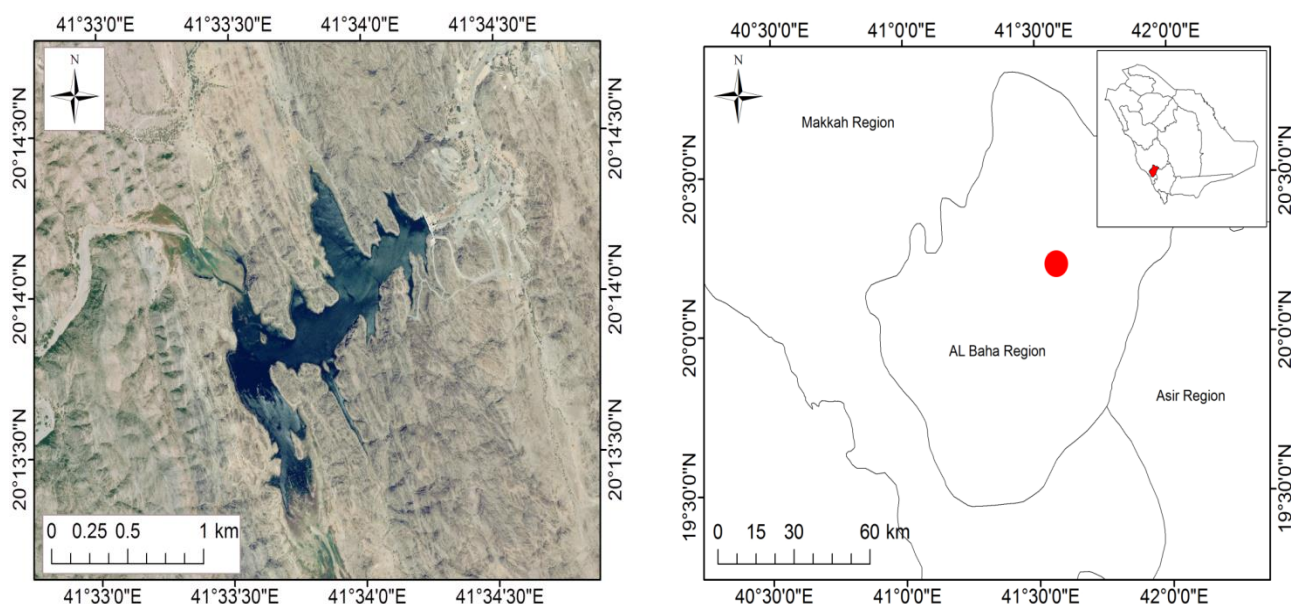 41°33'0"E 41°33'30"E 41°34'0"E 41°34'30"E
N
20°14'30"N
20°14'0"N
20°13'30"N
20°14'30"N
20°14'0"N
20°13'30"N
0 0.25 0.5 1 km
41°33'0"E 41°33'30"E 41°34'0"E 41°34'30"E
40°30'0"E 41°0'0"E 41°30'0"E 42°0'0"E
N
Makkah Region
AL Baha Region
Asir Region
20°30'0"N
20°0'0"N
19°30'0"N
20°30'0"N
20°0'0"N
19°30'0"N
0 15 30 60 km
40°30'0"E 41°0'0"E 41°30'0"E 42°0'0"E